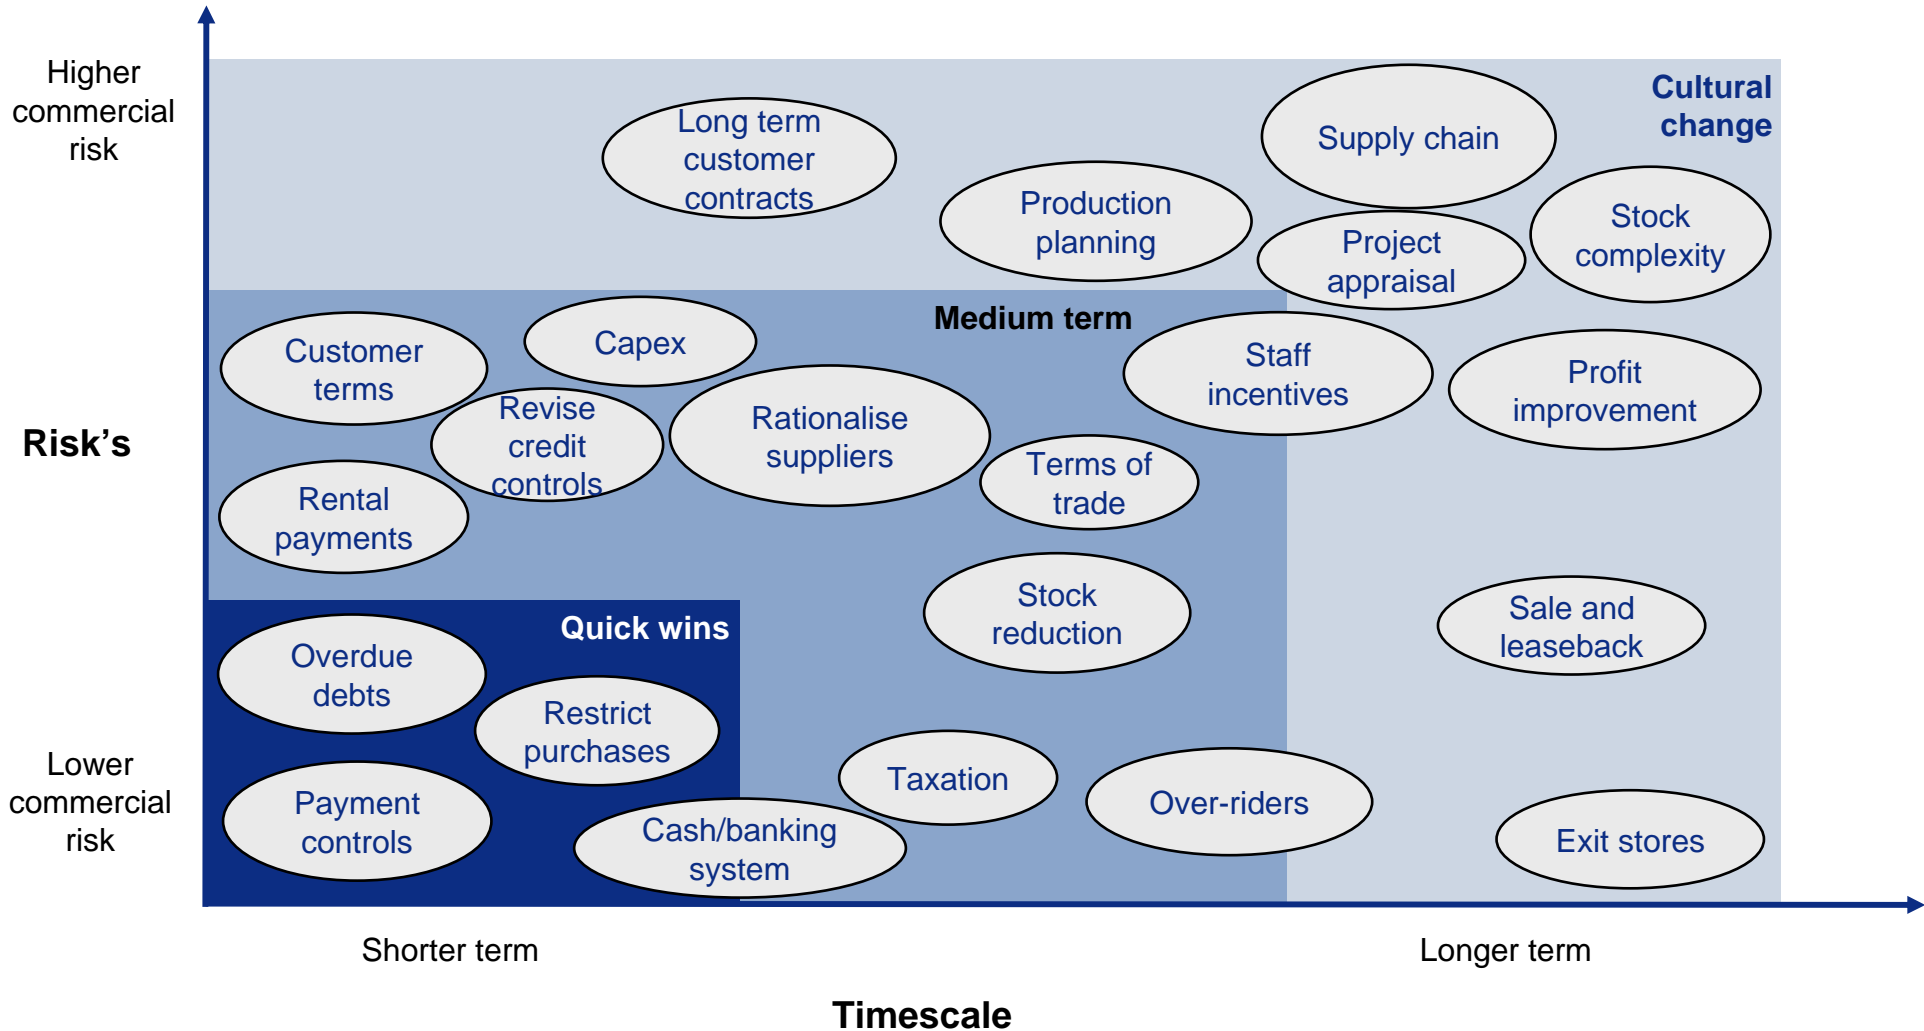 Higher
commercial
risk
Cultural
change
Long term
customer
contracts
Supply chain
Production
planning
Stock
complexity
Project
appraisal
Medium term
Customer
terms
Capex
Staff
incentives
Profit
improvement
Revise
credit
controls
Rationalise
suppliers
Risk’s
Terms of
trade
Rental
payments
Stock
reduction
Sale and
leaseback
Quick wins
Overdue
debts
Restrict
purchases
Lower
commercial
risk
Taxation
Payment
controls
Over-riders
Cash/banking
system
Exit stores
Shorter term
Longer term
Timescale